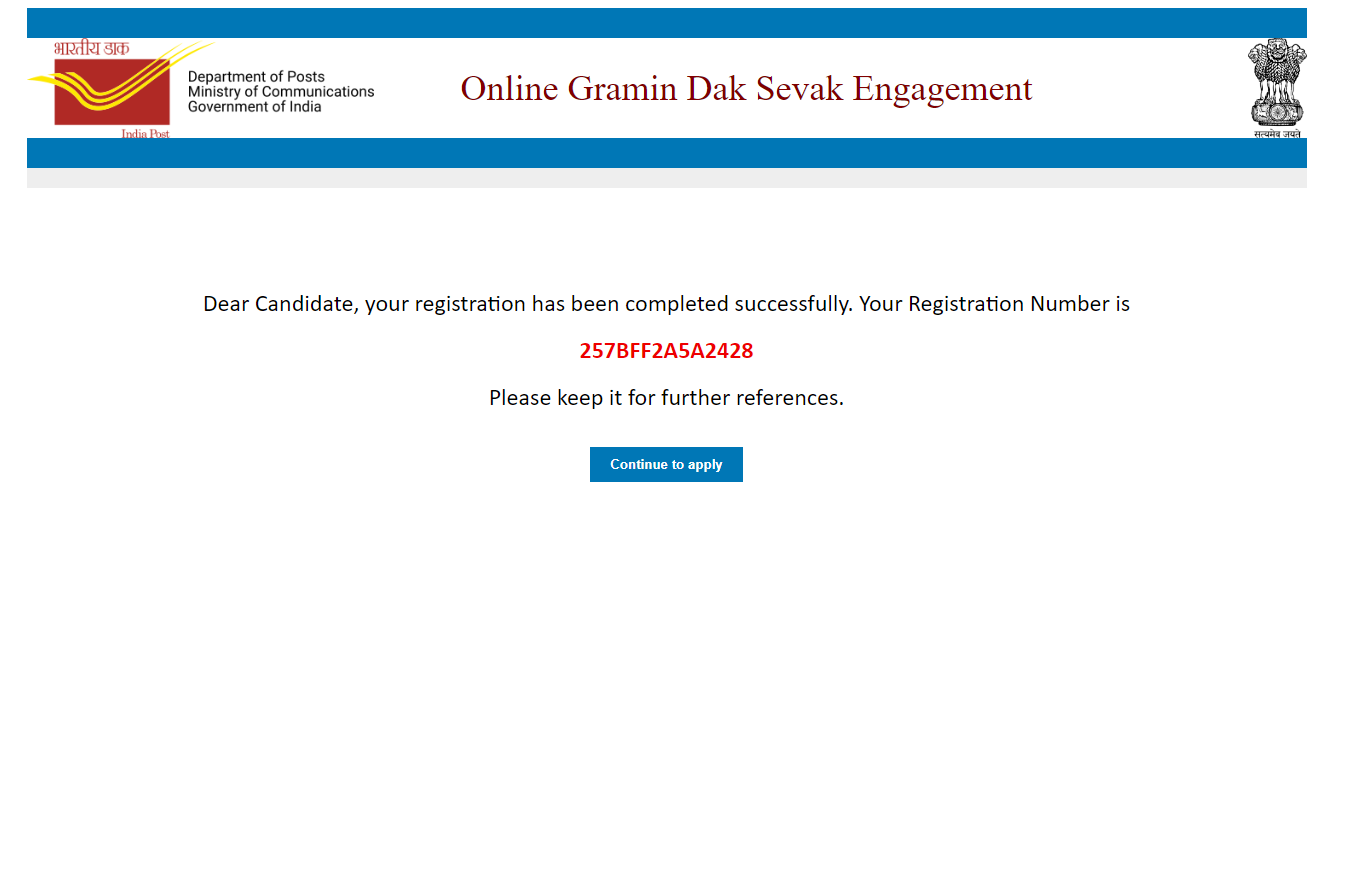 भारतीय डाक
Department of Posts
Ministry of Communications
Government of India
India Post
Online Gramin Dak Sevak Engagement
सत्यमेव जयते
Dear Candidate, your registration has been completed successfully. Your Registration Number is
257BFF2A5A2428
Please keep it for further references.
Continue to apply